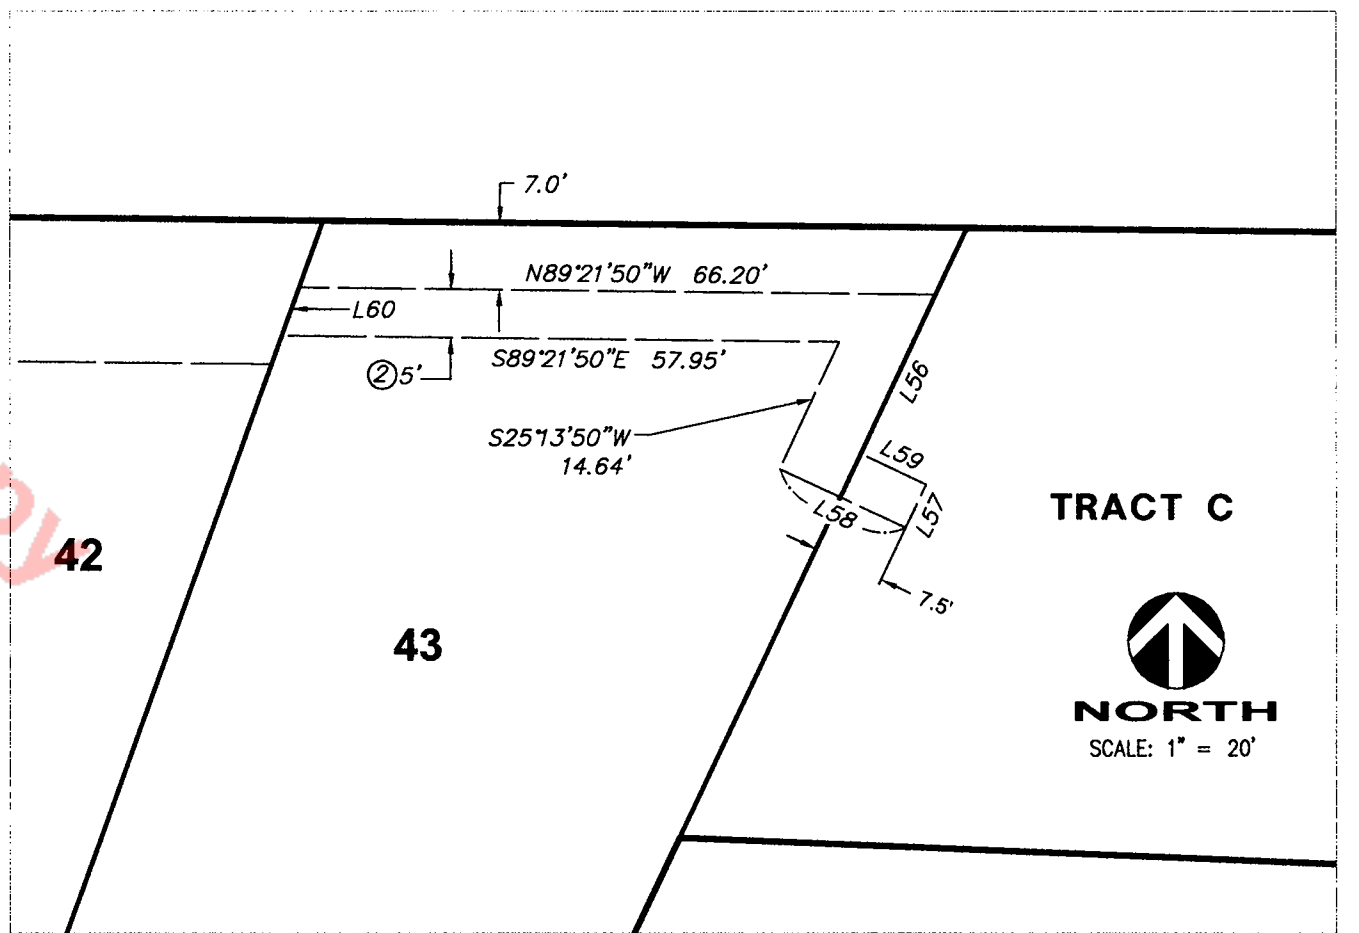 7.0'
N89°21'50"W 66.20'
L60
S89°21'50"E 57.95'
②5'
L56
S25°13'50"W
14.64'
L59
L58
L57
TRACT C
42
7.5'
43
NORTH
SCALE: 1" = 20'